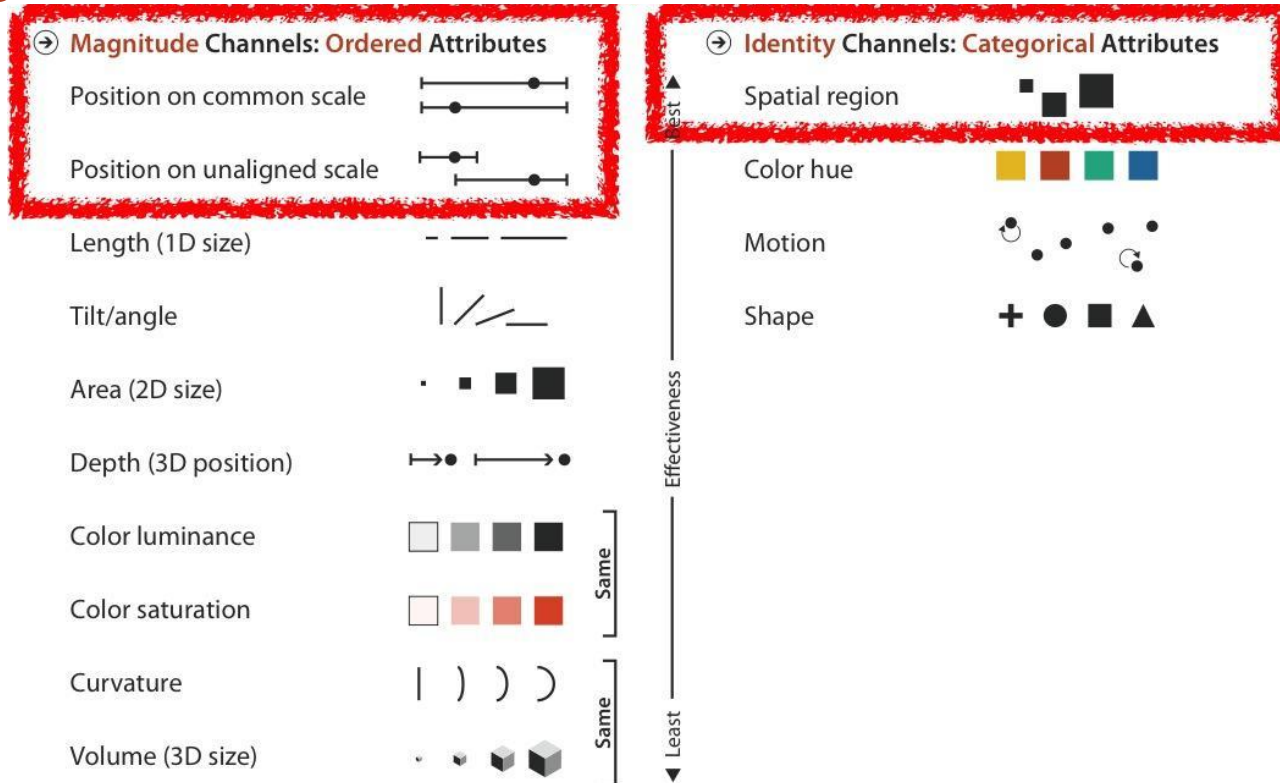 Magnitude Channels: Ordered Attributes
Position on common scale
Position on unaligned scale
Length (1D size)
Tilt/angle
Area (2D size)
Depth (3D position)
Color luminance
Color saturation
Same
Curvature
Volume (3D size)
Same
Best
Effectiveness
Least
Identity Channels: Categorical Attributes
Spatial region
Color hue
Motion
Shape